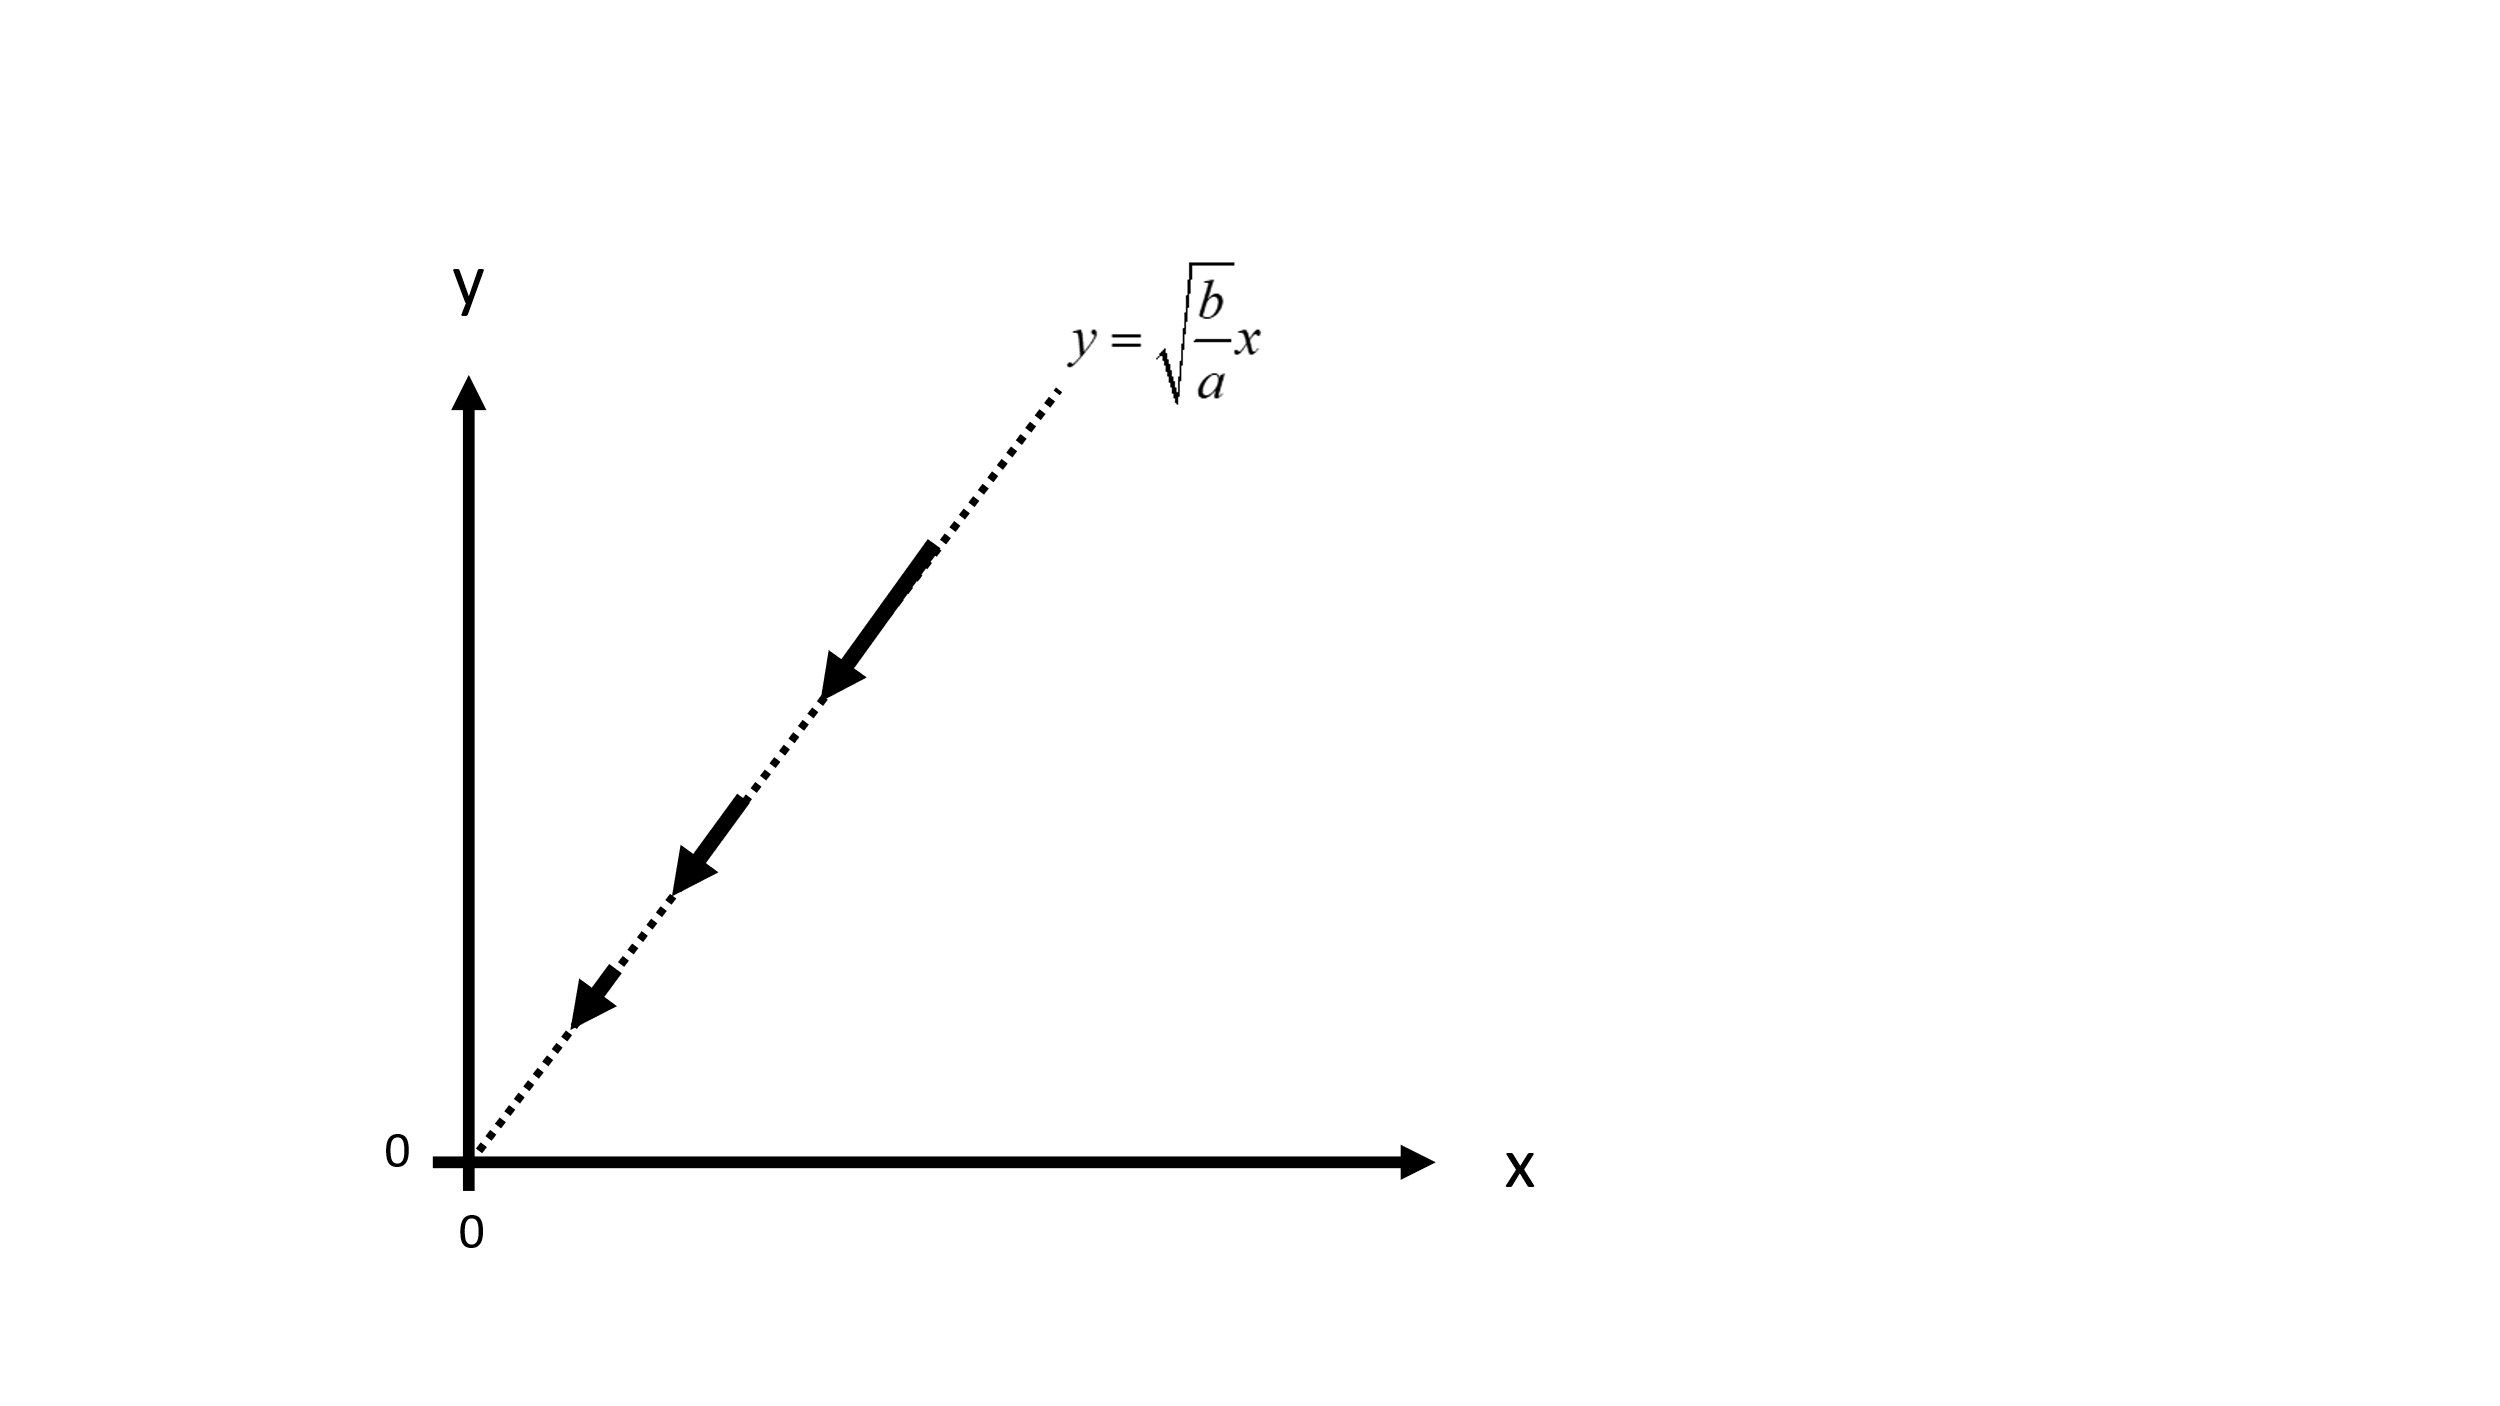 y
y = √(b/a) x
0
x
0